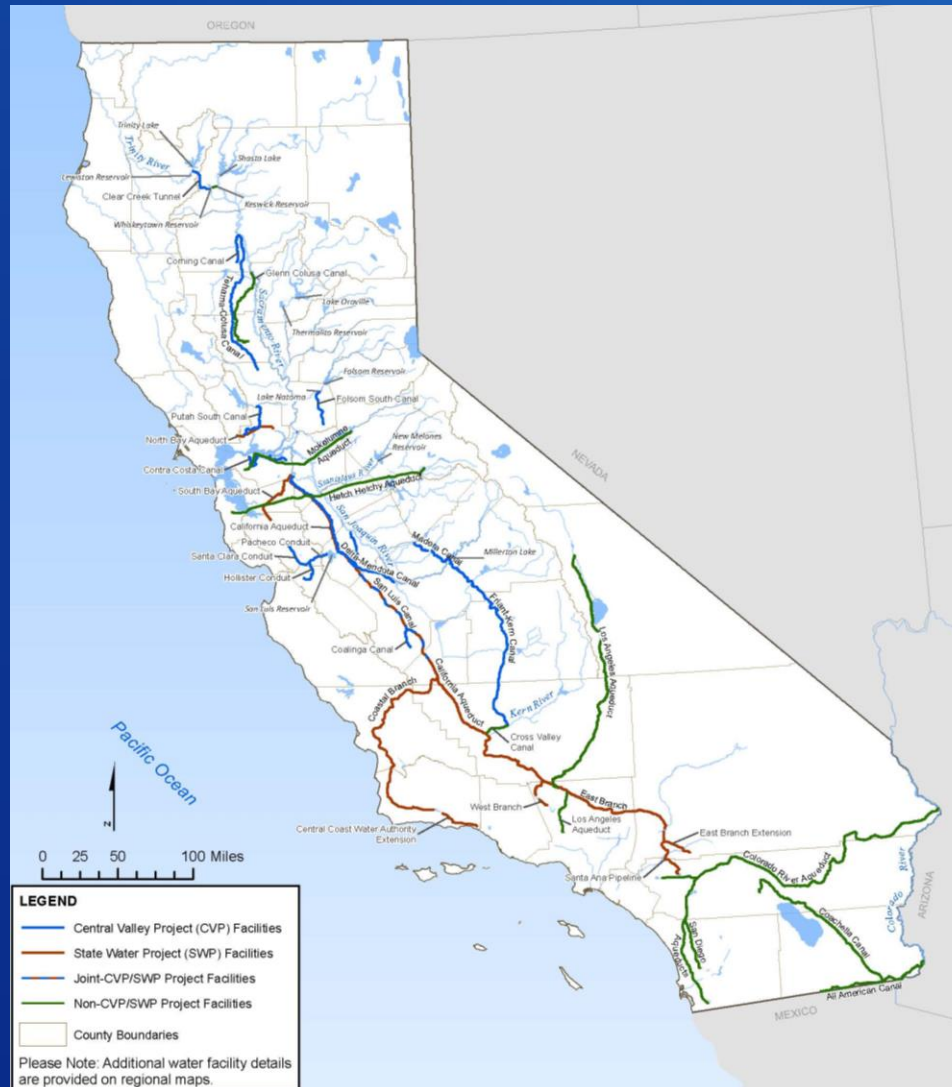 OREGON
Trinity Lake
Trinity River
Shasta Lake
Lewiston Reservoir
Clear Creek Tunnel
Keswick Reservoir
Whiskeytown Reservoir
Corning Canal
Glenn Colusa Canal
Tehama-Colusa Canal
Sacramento River
Lake Oroville
Thermalito Reservoir
Folsom Reservoir
Lake Natoma
Folsom South Canal
Putah South Canal
North Bay Aqueduct
Mokelumne
Aqueduct
New Melones
Reservoir
Contra Costa Canal
Stanislaus River
NEVADA
South Bay Aqueduct
Hetch Hetchy Aqueduct
California Aqueduct
San Joaquin River
Pacheco Conduit
Madera Canal
Millerton Lake
Santa Clara Conduit
Delta-Mendota Canal
Hollister Conduit
San Luis Reservoir
San Luis Canal
Friant-Kern Canal
Los Angeles Aqueduct
Coalinga Canal
Coastal Branch
California Aqueduct
Kern River
Cross Valley
Canal
Pacific Ocean
N
West Branch
East Branch
Los Angeles
Aqueduct
Central Coast Water Authority
Extension
East Branch Extension
Santa Ana Pipeline
Colorado River Aqueduct
Colorado River
ARIZONA
Coachella Canal
San Diego
Aqueducts
All American Canal
MEXICO
0 25 50 100 Miles
LEGEND
Central Valley Project (CVP) Facilities
State Water Project (SWP) Facilities
Joint-CVP/SWP Project Facilities
Non-CVP/SWP Project Facilities
County Boundaries
Please Note: Additional water facility details
are provided on regional maps.